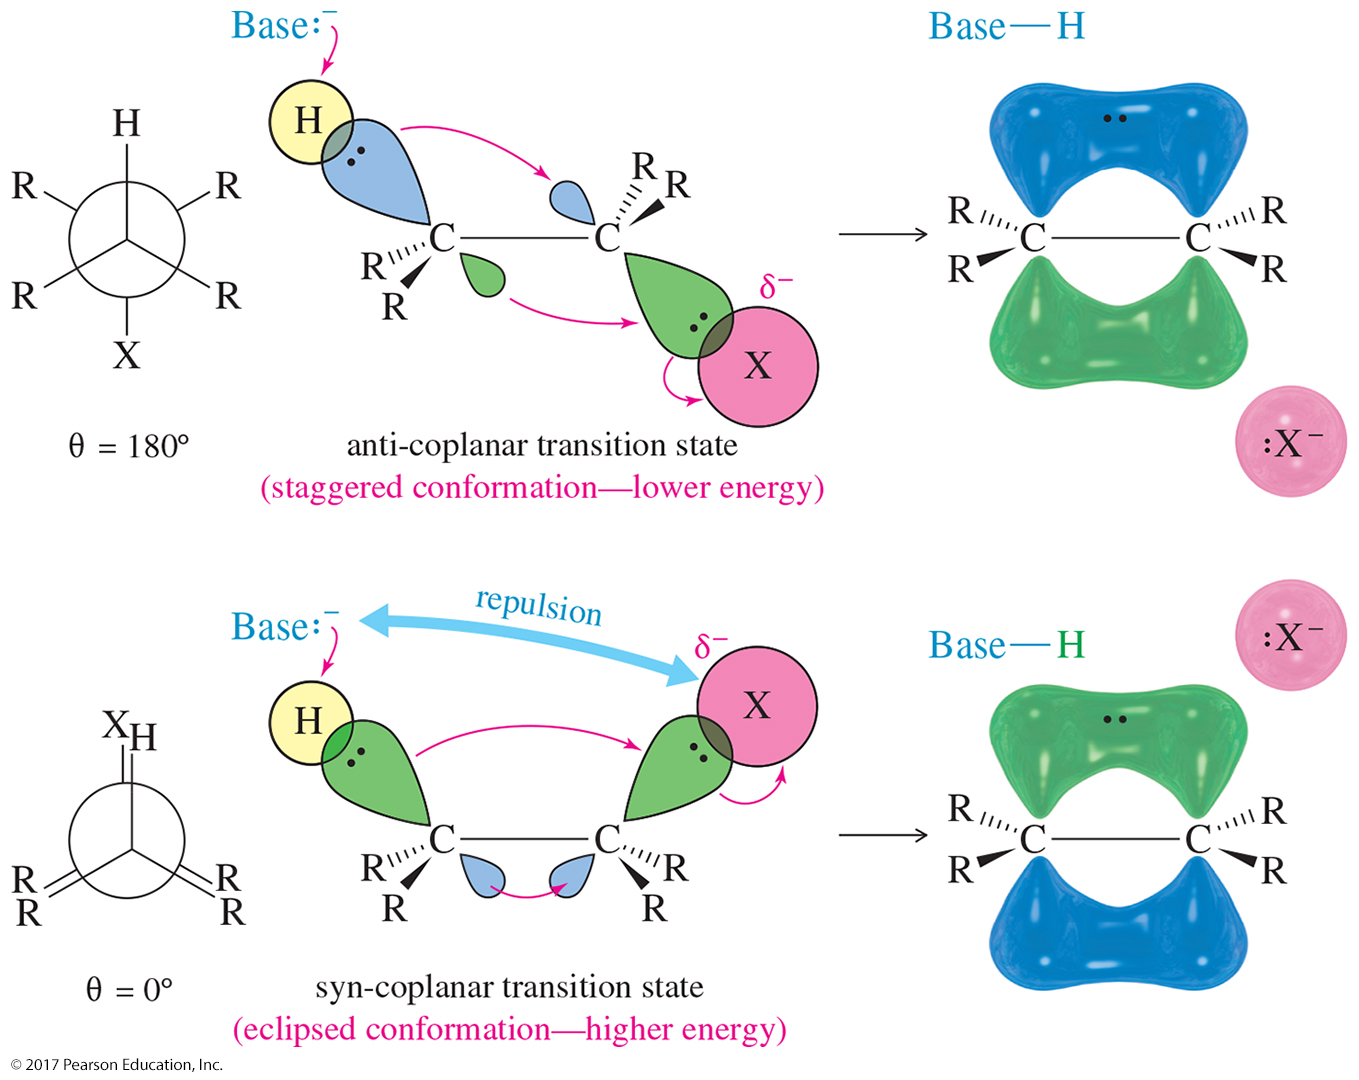 Base:⁻
Base—H
H
R
R
R
R
X
H
R
R
C
C
R
R
δ⁻
X
R
C
C
R
R
R
:X⁻
θ = 180°
anti-coplanar transition state
(staggered conformation—lower energy)
Base:⁻
repulsion
δ⁻
X
H
Base—H
:X⁻
XH
R
R
R
R
C
C
R
R
R
R
R
C
C
R
R
R
θ = 0°
syn-coplanar transition state
(eclipsed conformation—higher energy)
© 2017 Pearson Education, Inc.